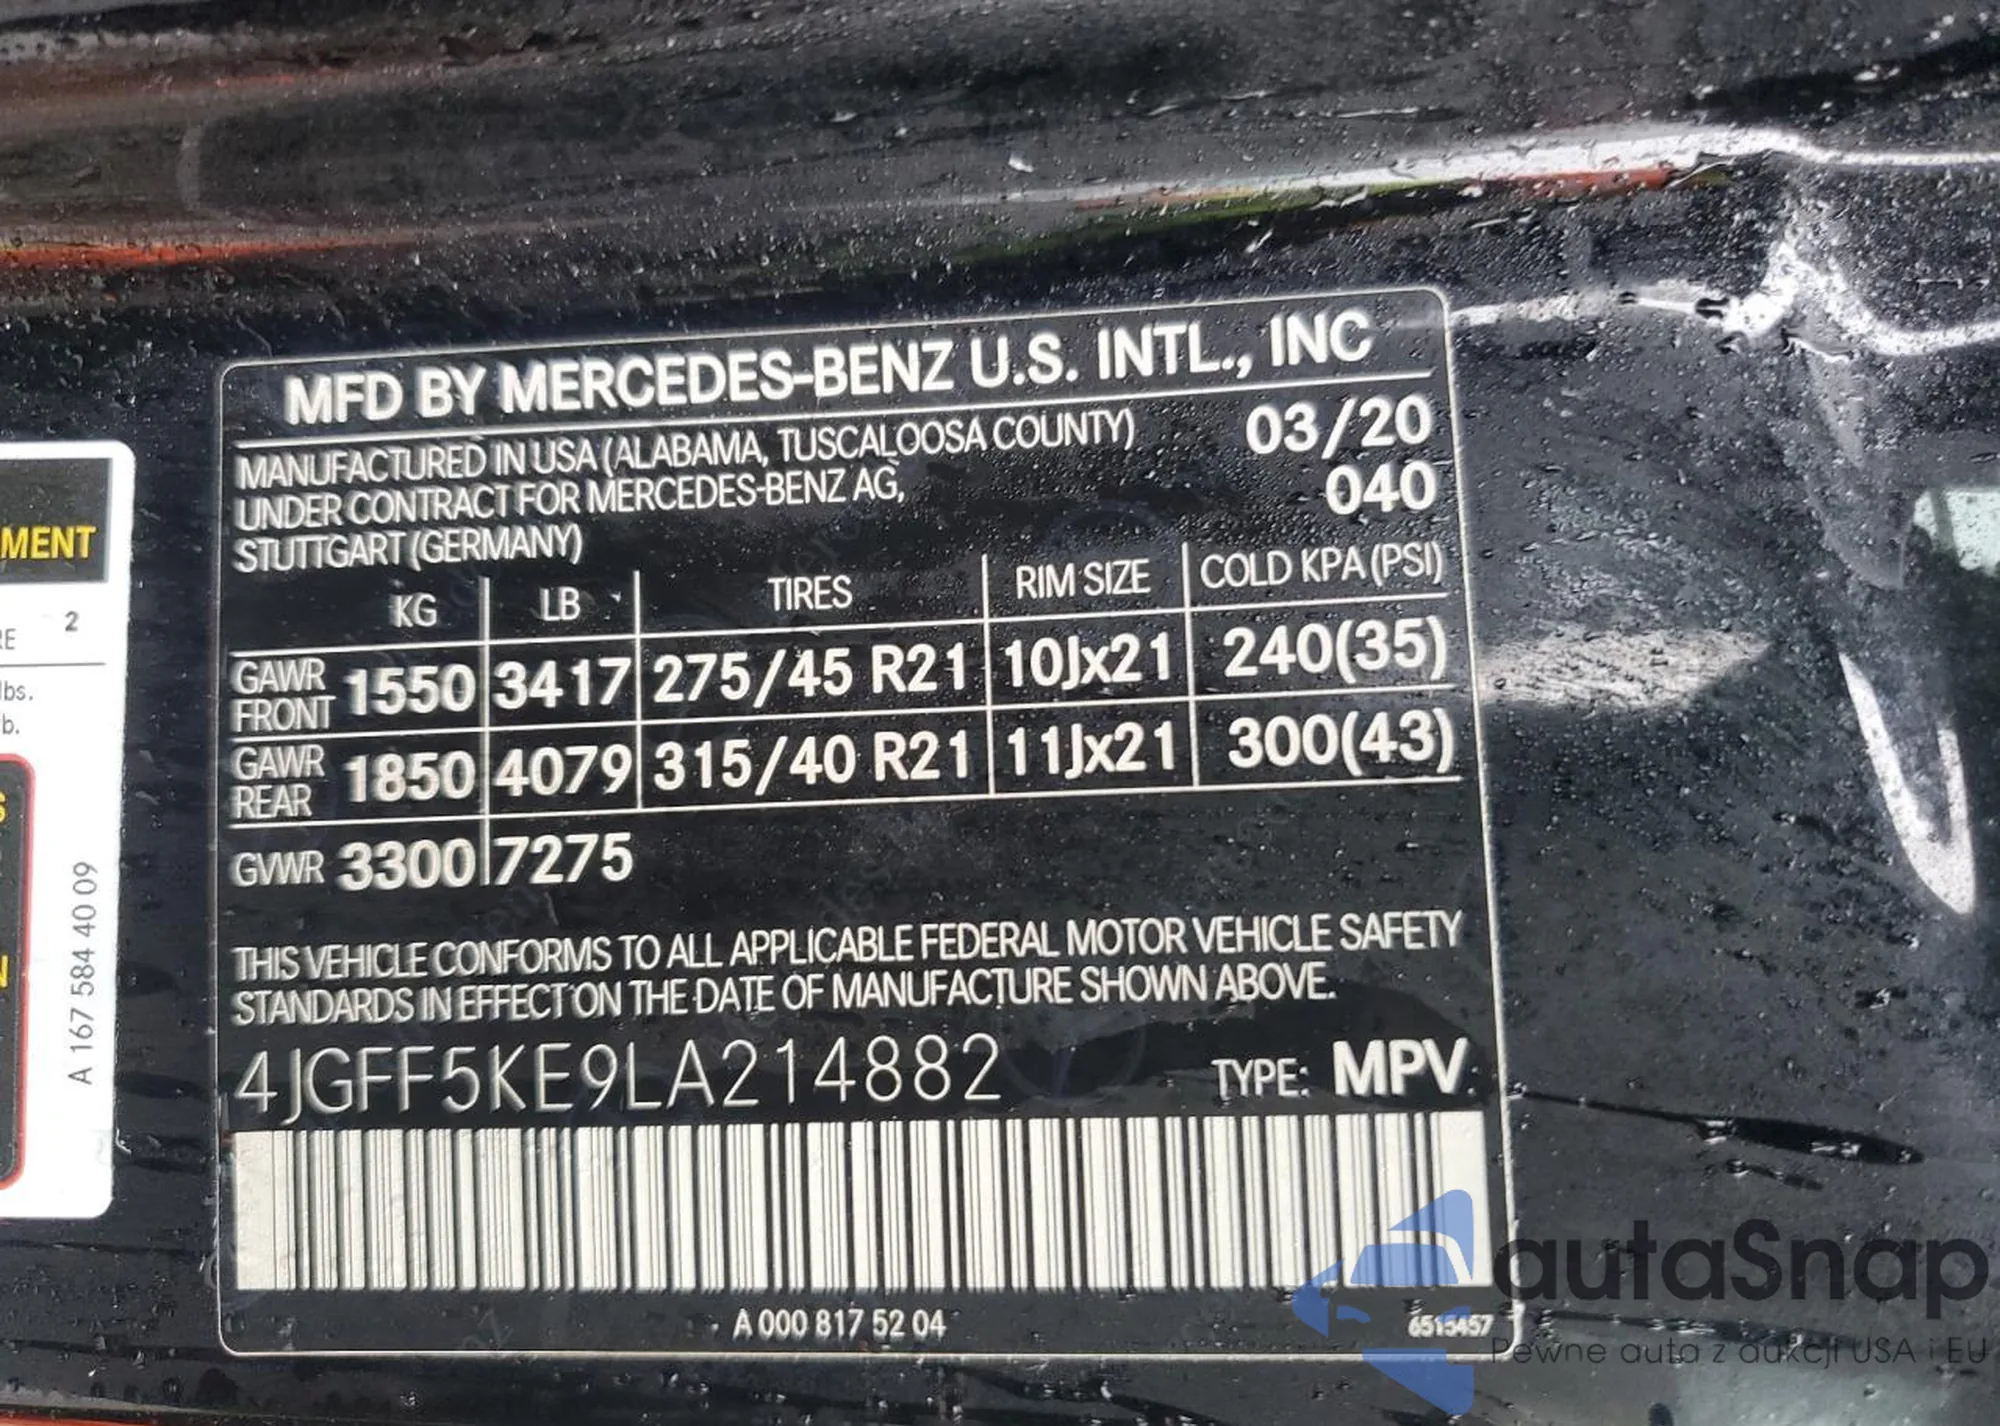 MFD BY MERCEDES-BENZ U.S. INTL., INC
MANUFACTURED IN USA (ALABAMA, TUSCALOOSA COUNTY) 03/20
UNDER CONTRACT FOR MERCEDES-BENZ AG, 040
STUTTGART (GERMANY)
KG LB TIRES RIM SIZE COLD KPA (PSI)
GAWR FRONT 1550 3417 275/45 R21 10Jx21 240(35)
GAWR REAR 1850 4079 315/40 R21 11Jx21 300(43)
GVWR 3300 7275
THIS VEHICLE CONFORMS TO ALL APPLICABLE FEDERAL MOTOR VEHICLE SAFETY
STANDARDS IN EFFECT ON THE DATE OF MANUFACTURE SHOWN ABOVE.
4JGFF5KE9LA214882 TYPE: MPV
A 000 817 52 04
6515457
MENT
2
lbs.
A 167 584 40 09
autaSnap
Pewne auta z aukcji USA i EU